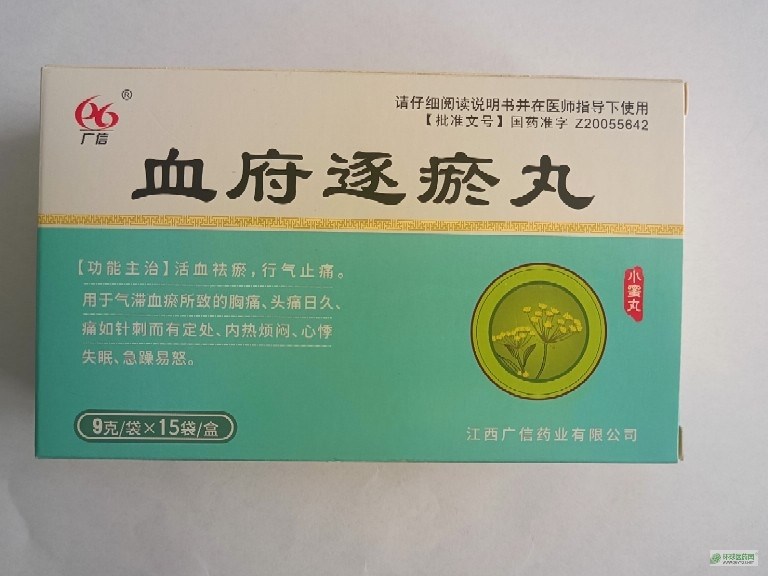 广信®
请仔细阅读说明书并在医师指导下使用
【批准文号】国药准字 Z20055642
血府逐瘀丸
【功能主治】活血祛瘀,行气止痛。
用于气滞血瘀所致的胸痛、头痛日久、
痛如针刺而有定处、内热烦闷、心悸
失眠、急躁易怒。
小蜜丸
9克/袋×15袋/盒
江西广信药业有限公司
环球医药网